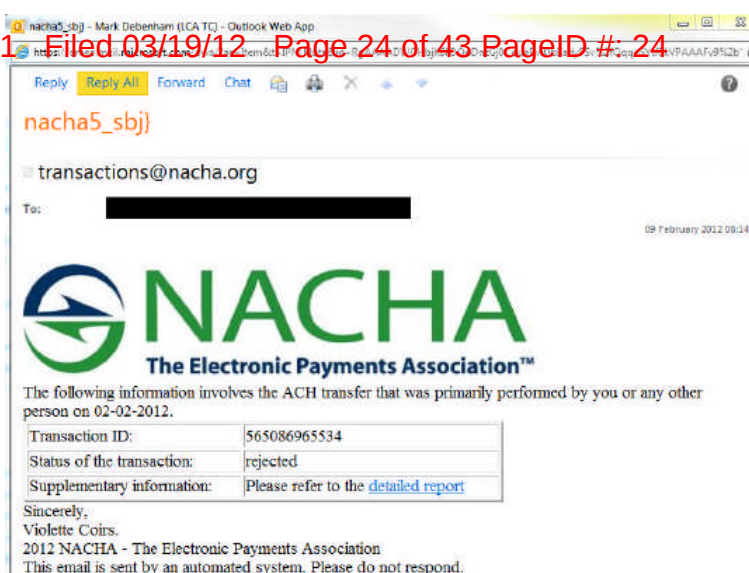 nacha5_sbj} - Mark Debenham (LCA TC) - Outlook Web App
1 Filed 03/19/12 Page 24 of 43 PageID #: 24
Reply Reply All Forward Chat
nacha5_sbj}
transactions@nacha.org
To:
09 February 2012 08:14
NACHA
The Electronic Payments Association™
The following information involves the ACH transfer that was primarily performed by you or any other
person on 02-02-2012.
Transaction ID: 565086965534
Status of the transaction: rejected
Supplementary information: Please refer to the detailed report
Sincerely,
Violette Coirs.
2012 NACHA - The Electronic Payments Association
This email is sent by an automated system. Please do not respond.